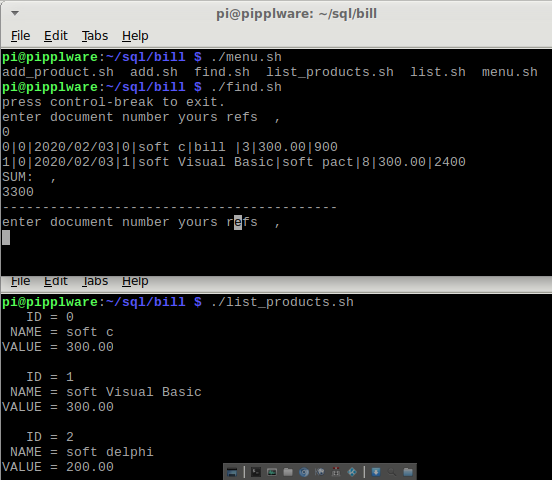 pi@pipplware: ~/sql/bill
File Edit Tabs Help
pi@pipplware:~/sql/bill $ ./menu.sh
add_product.sh add.sh find.sh list_products.sh list.sh menu.sh
pi@pipplware:~/sql/bill $ ./find.sh
press control-break to exit.
enter document number yours refs ,
0
0|0|2020/02/03|0|soft c|bill |3|300.00|900
1|0|2020/02/03|1|soft Visual Basic|soft pact|8|300.00|2400
SUM: ,
3300
------------------------------------------
enter document number yours refs ,
File Edit Tabs Help
pi@pipplware:~/sql/bill $ ./list_products.sh
ID = 0
NAME = soft c
VALUE = 300.00
ID = 1
NAME = soft Visual Basic
VALUE = 300.00
ID = 2
NAME = soft delphi
VALUE = 200.00